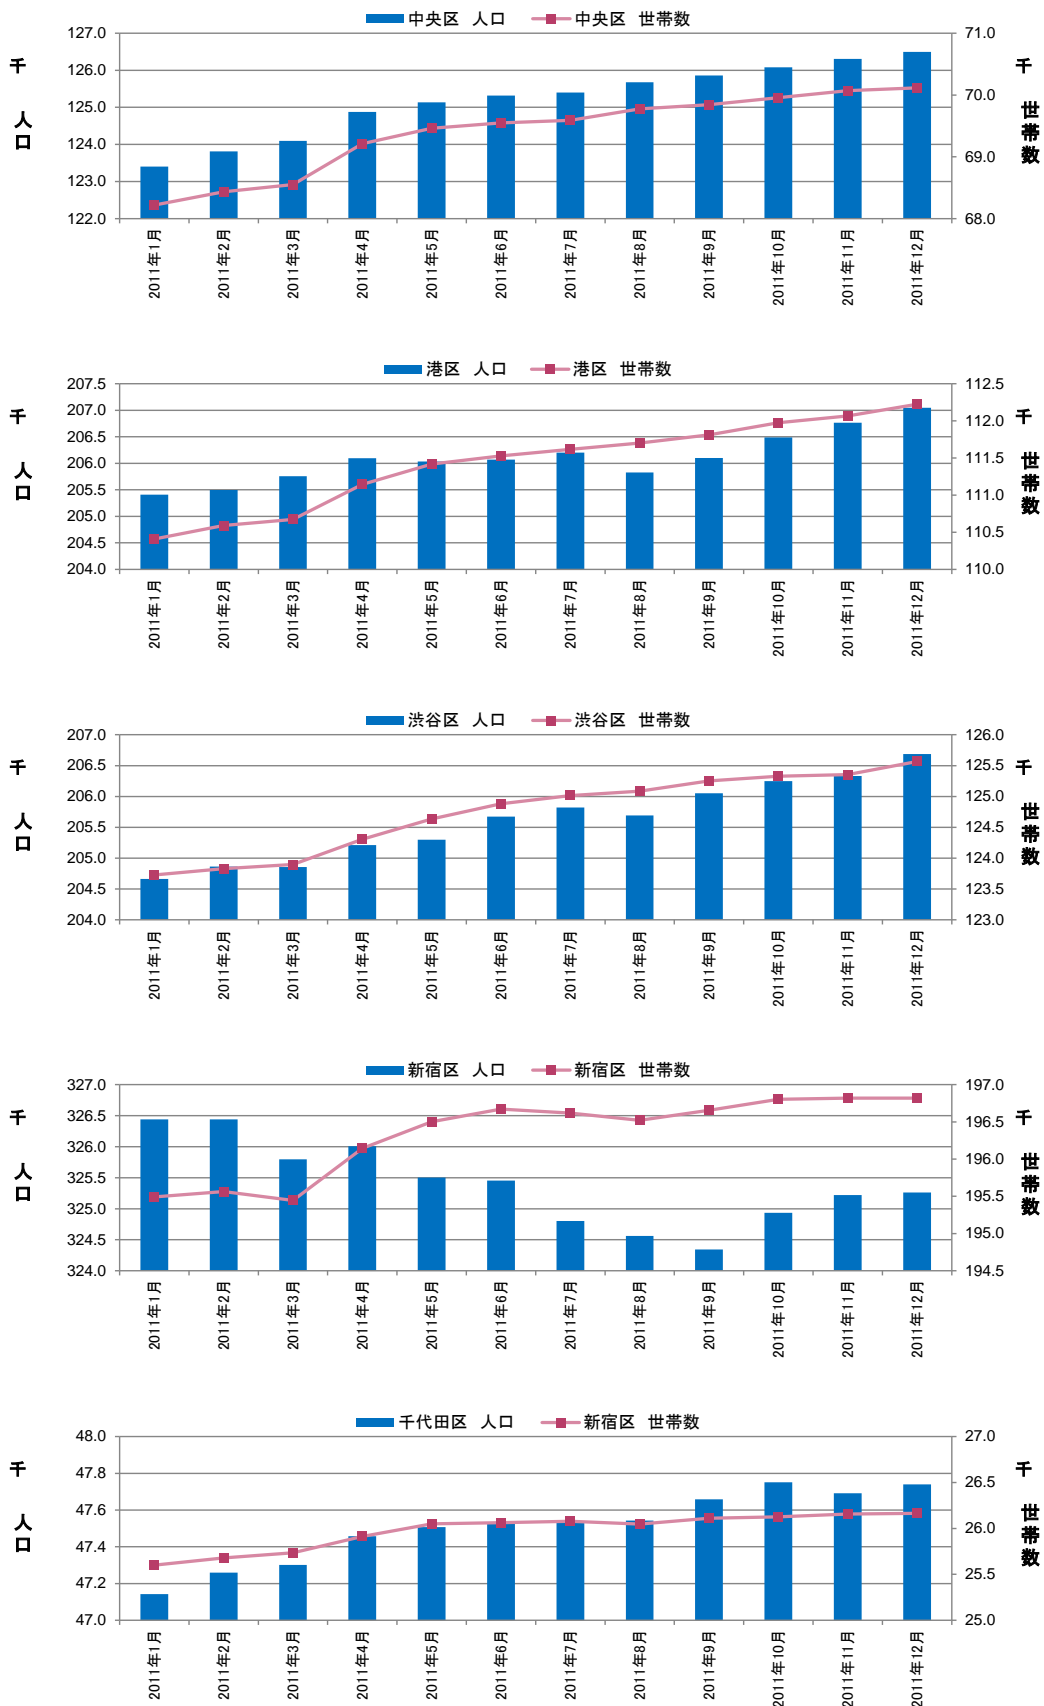 中央区 人口 中央区 世帯数
千 人口
127.0
126.0
125.0
124.0
123.0
122.0
71.0
70.0
69.0
68.0
千 世帯数
2011年1月
2011年2月
2011年3月
2011年4月
2011年5月
2011年6月
2011年7月
2011年8月
2011年9月
2011年10月
2011年11月
2011年12月
港区 人口 港区 世帯数
千 人口
207.5
207.0
206.5
206.0
205.5
205.0
204.5
204.0
112.5
112.0
111.5
111.0
110.5
110.0
千 世帯数
2011年1月
2011年2月
2011年3月
2011年4月
2011年5月
2011年6月
2011年7月
2011年8月
2011年9月
2011年10月
2011年11月
2011年12月
渋谷区 人口 渋谷区 世帯数
千 人口
207.0
206.5
206.0
205.5
205.0
204.5
204.0
126.0
125.5
125.0
124.5
124.0
123.5
123.0
千 世帯数
2011年1月
2011年2月
2011年3月
2011年4月
2011年5月
2011年6月
2011年7月
2011年8月
2011年9月
2011年10月
2011年11月
2011年12月
新宿区 人口 新宿区 世帯数
千 人口
327.0
326.5
326.0
325.5
325.0
324.5
324.0
197.0
196.5
196.0
195.5
195.0
194.5
千 世帯数
2011年1月
2011年2月
2011年3月
2011年4月
2011年5月
2011年6月
2011年7月
2011年8月
2011年9月
2011年10月
2011年11月
2011年12月
千代田区 人口 新宿区 世帯数
千 人口
48.0
47.8
47.6
47.4
47.2
47.0
27.0
26.5
26.0
25.5
25.0
千 世帯数
2011年1月
2011年2月
2011年3月
2011年4月
2011年5月
2011年6月
2011年7月
2011年8月
2011年9月
2011年10月
2011年11月
2011年12月